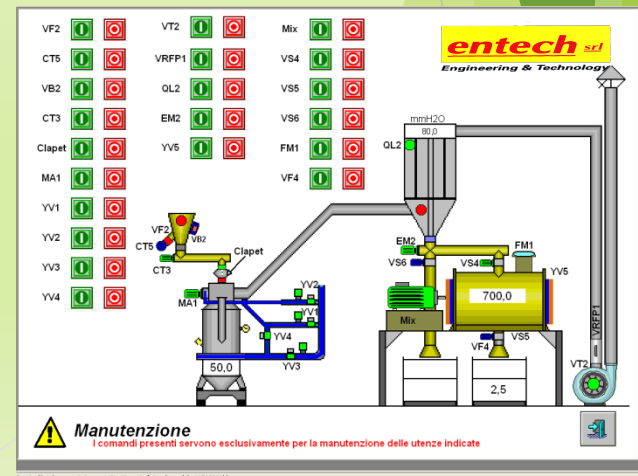 VF2
CT5
VB2
CT3
Clapet
MA1
YV1
YV2
YV3
YV4
VT2
VRFP1
QL2
EM2
YV5
Mix
VS4
VS5
VS6
FM1
VF4
entech srl
Engineering & Technology
mmH2O
80,0
QL2
VF2
VB2
CT5
CT3
Clapet
MA1
YV2
YV1
YV4
YV3
50,0
EM2
VS6
VS4
FM1
YV5
700,0
Mix
VF4
VS5
2,5
VRFP1
VT2
Manutenzione
I comandi presenti servono esclusivamente per la manutenzione delle utenze indicate